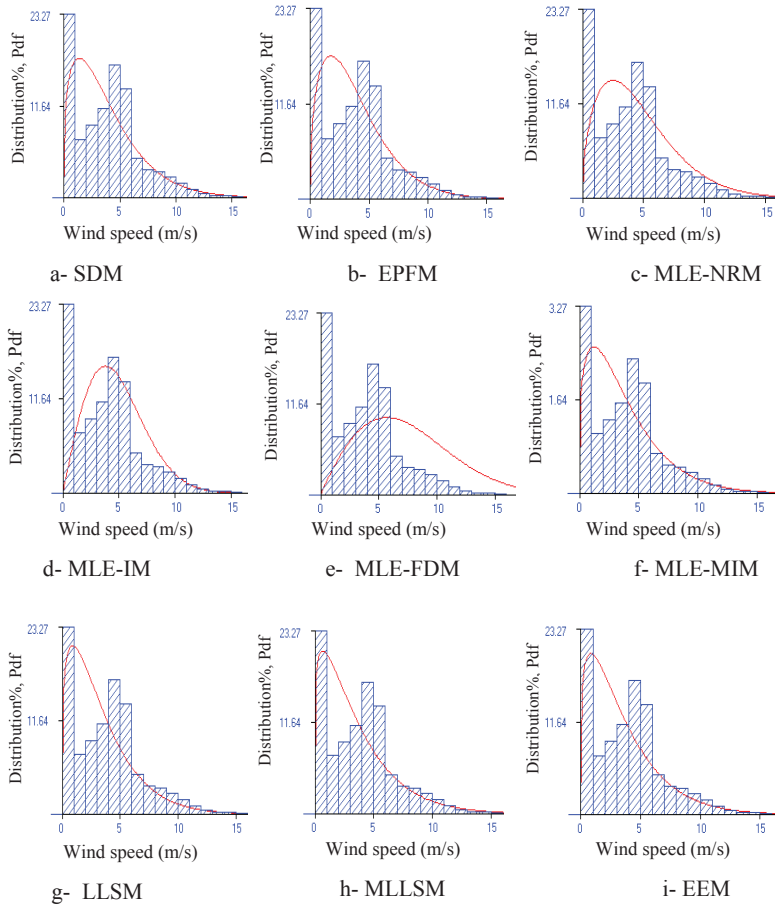 23.27
11.64
Distribution%, Pdf
0
5
10
15
Wind speed (m/s)
a- SDM
23.27
11.64
Distribution%, Pdf
0
5
10
15
Wind speed (m/s)
b- EPFM
23.27
11.64
Distribution%, Pdf
0
5
10
15
Wind speed (m/s)
c- MLE-NRM
23.27
11.64
Distribution%, Pdf
0
5
10
15
Wind speed (m/s)
d- MLE-IM
23.27
11.64
Distribution%, Pdf
0
5
10
15
Wind speed (m/s)
e- MLE-FDM
3.27
1.64
Distribution%, Pdf
0
5
10
15
Wind speed (m/s)
f- MLE-MIM
23.27
11.64
Distribution%, Pdf
0
5
10
15
Wind speed (m/s)
g- LLSM
23.27
11.64
Distribution%, Pdf
0
5
10
15
Wind speed (m/s)
h- MLLSM
23.27
11.64
Distribution%, Pdf
0
5
10
15
Wind speed (m/s)
i- EEM